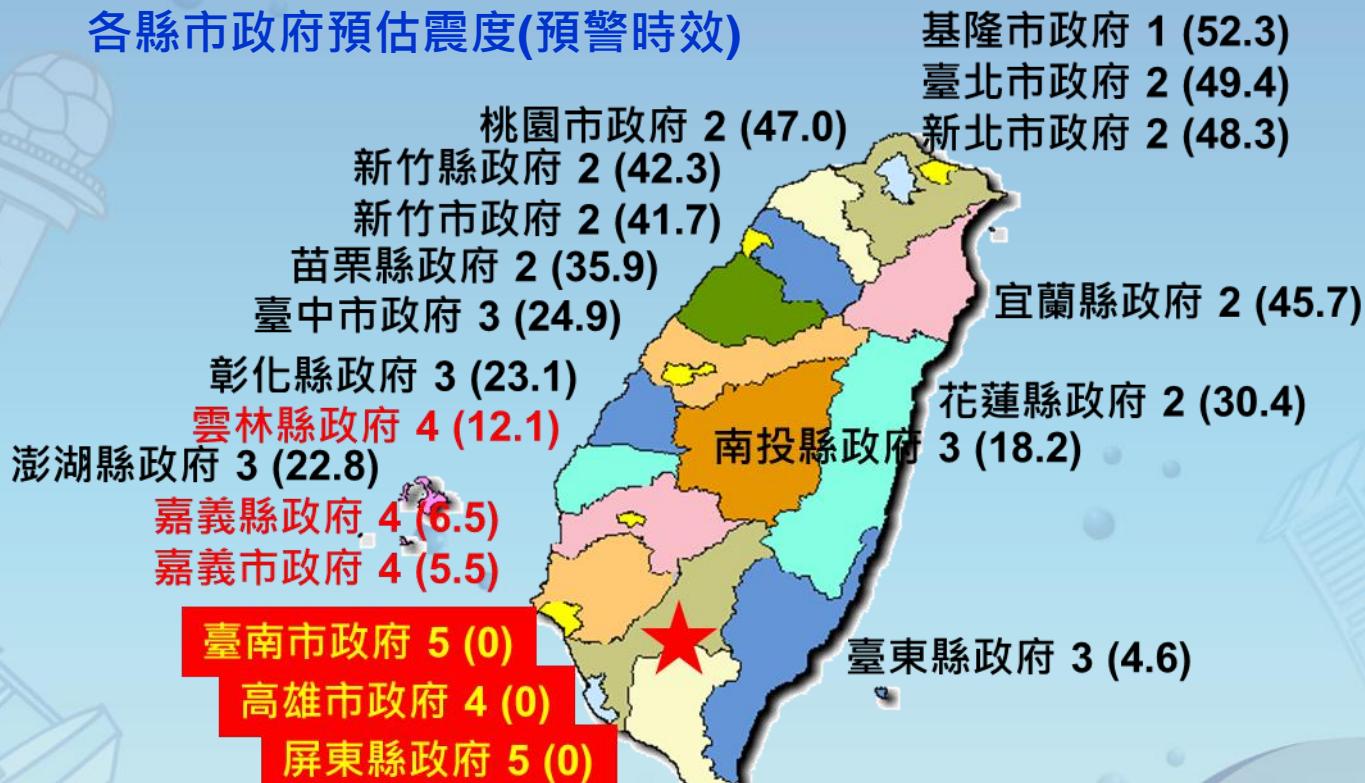 各縣市政府預估震度(預警時效)
基隆市政府 1 (52.3)
臺北市政府 2 (49.4)
新北市政府 2 (48.3)
桃園市政府 2 (47.0)
新竹縣政府 2 (42.3)
新竹市政府 2 (41.7)
苗栗縣政府 2 (35.9)
臺中市政府 3 (24.9)
宜蘭縣政府 2 (45.7)
彰化縣政府 3 (23.1)
花蓮縣政府 2 (30.4)
雲林縣政府 4 (12.1)
南投縣政府 3 (18.2)
澎湖縣政府 3 (22.8)
嘉義縣政府 4 (6.5)
嘉義市政府 4 (5.5)
臺南市政府 5 (0)
臺東縣政府 3 (4.6)
高雄市政府 4 (0)
屏東縣政府 5 (0)